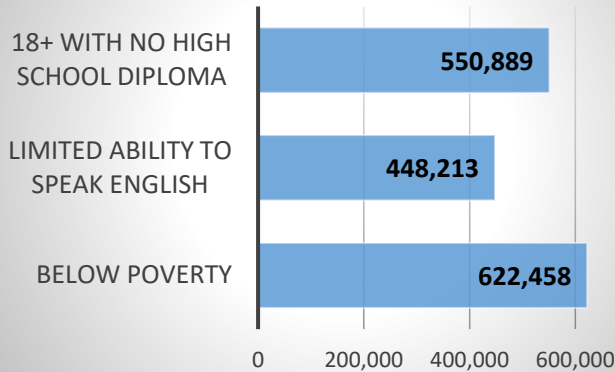 18+ WITH NO HIGH
SCHOOL DIPLOMA
550,889
LIMITED ABILITY TO
SPEAK ENGLISH
448,213
BELOW POVERTY
622,458
0 200,000 400,000 600,000